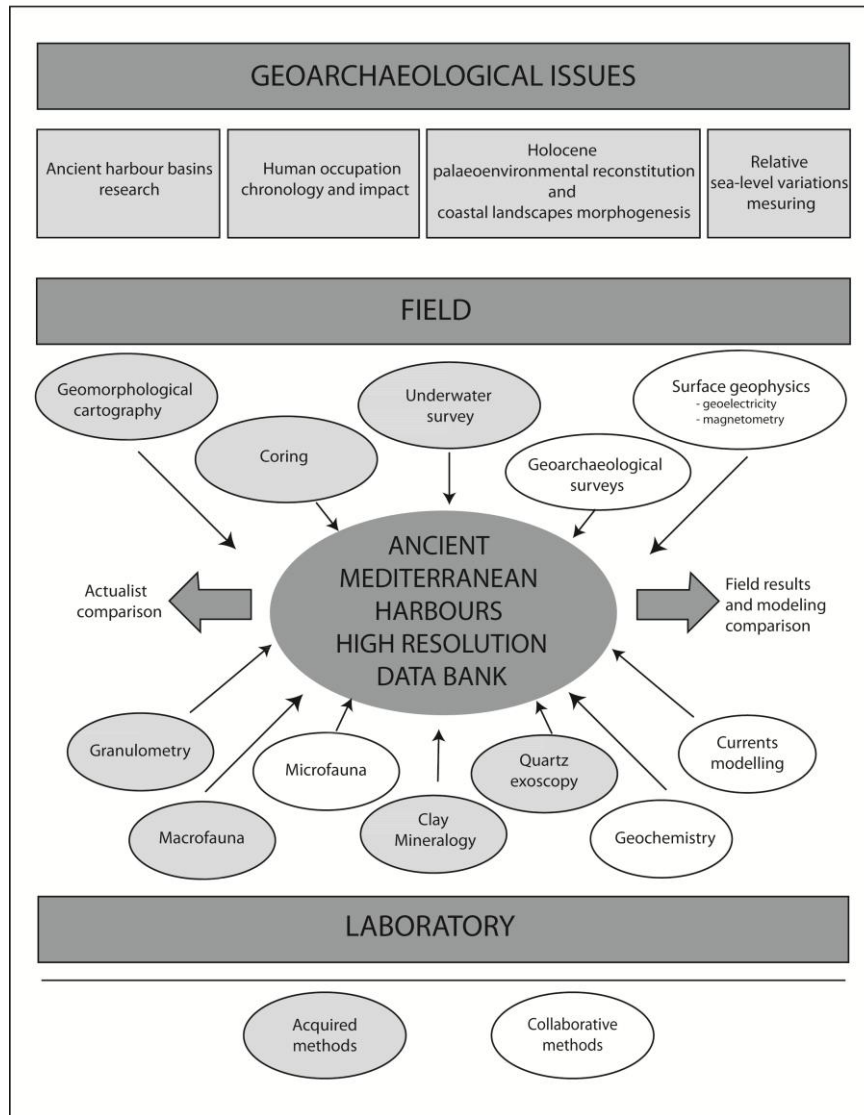 GEOARCHAEOLOGICAL ISSUES
Ancient harbour basins
research
Human occupation
chronology and impact
Holocene
palaeoenvironmental reconstitution
and
coastal landscapes morphogenesis
Relative
sea-level variations
mesuring
FIELD
Geomorphological
cartography
Coring
Underwater
survey
Geoarchaeological
surveys
Surface geophysics
- geoelectricity
- magnetometry
ANCIENT
MEDITERRANEAN
HARBOURS
HIGH RESOLUTION
DATA BANK
Actualist
comparison
Field results
and modeling
comparison
Granulometry
Macrofauna
Microfauna
Clay
Mineralogy
Quartz
exoscopy
Geochemistry
Currents
modelling
LABORATORY
Acquired
methods
Collaborative
methods